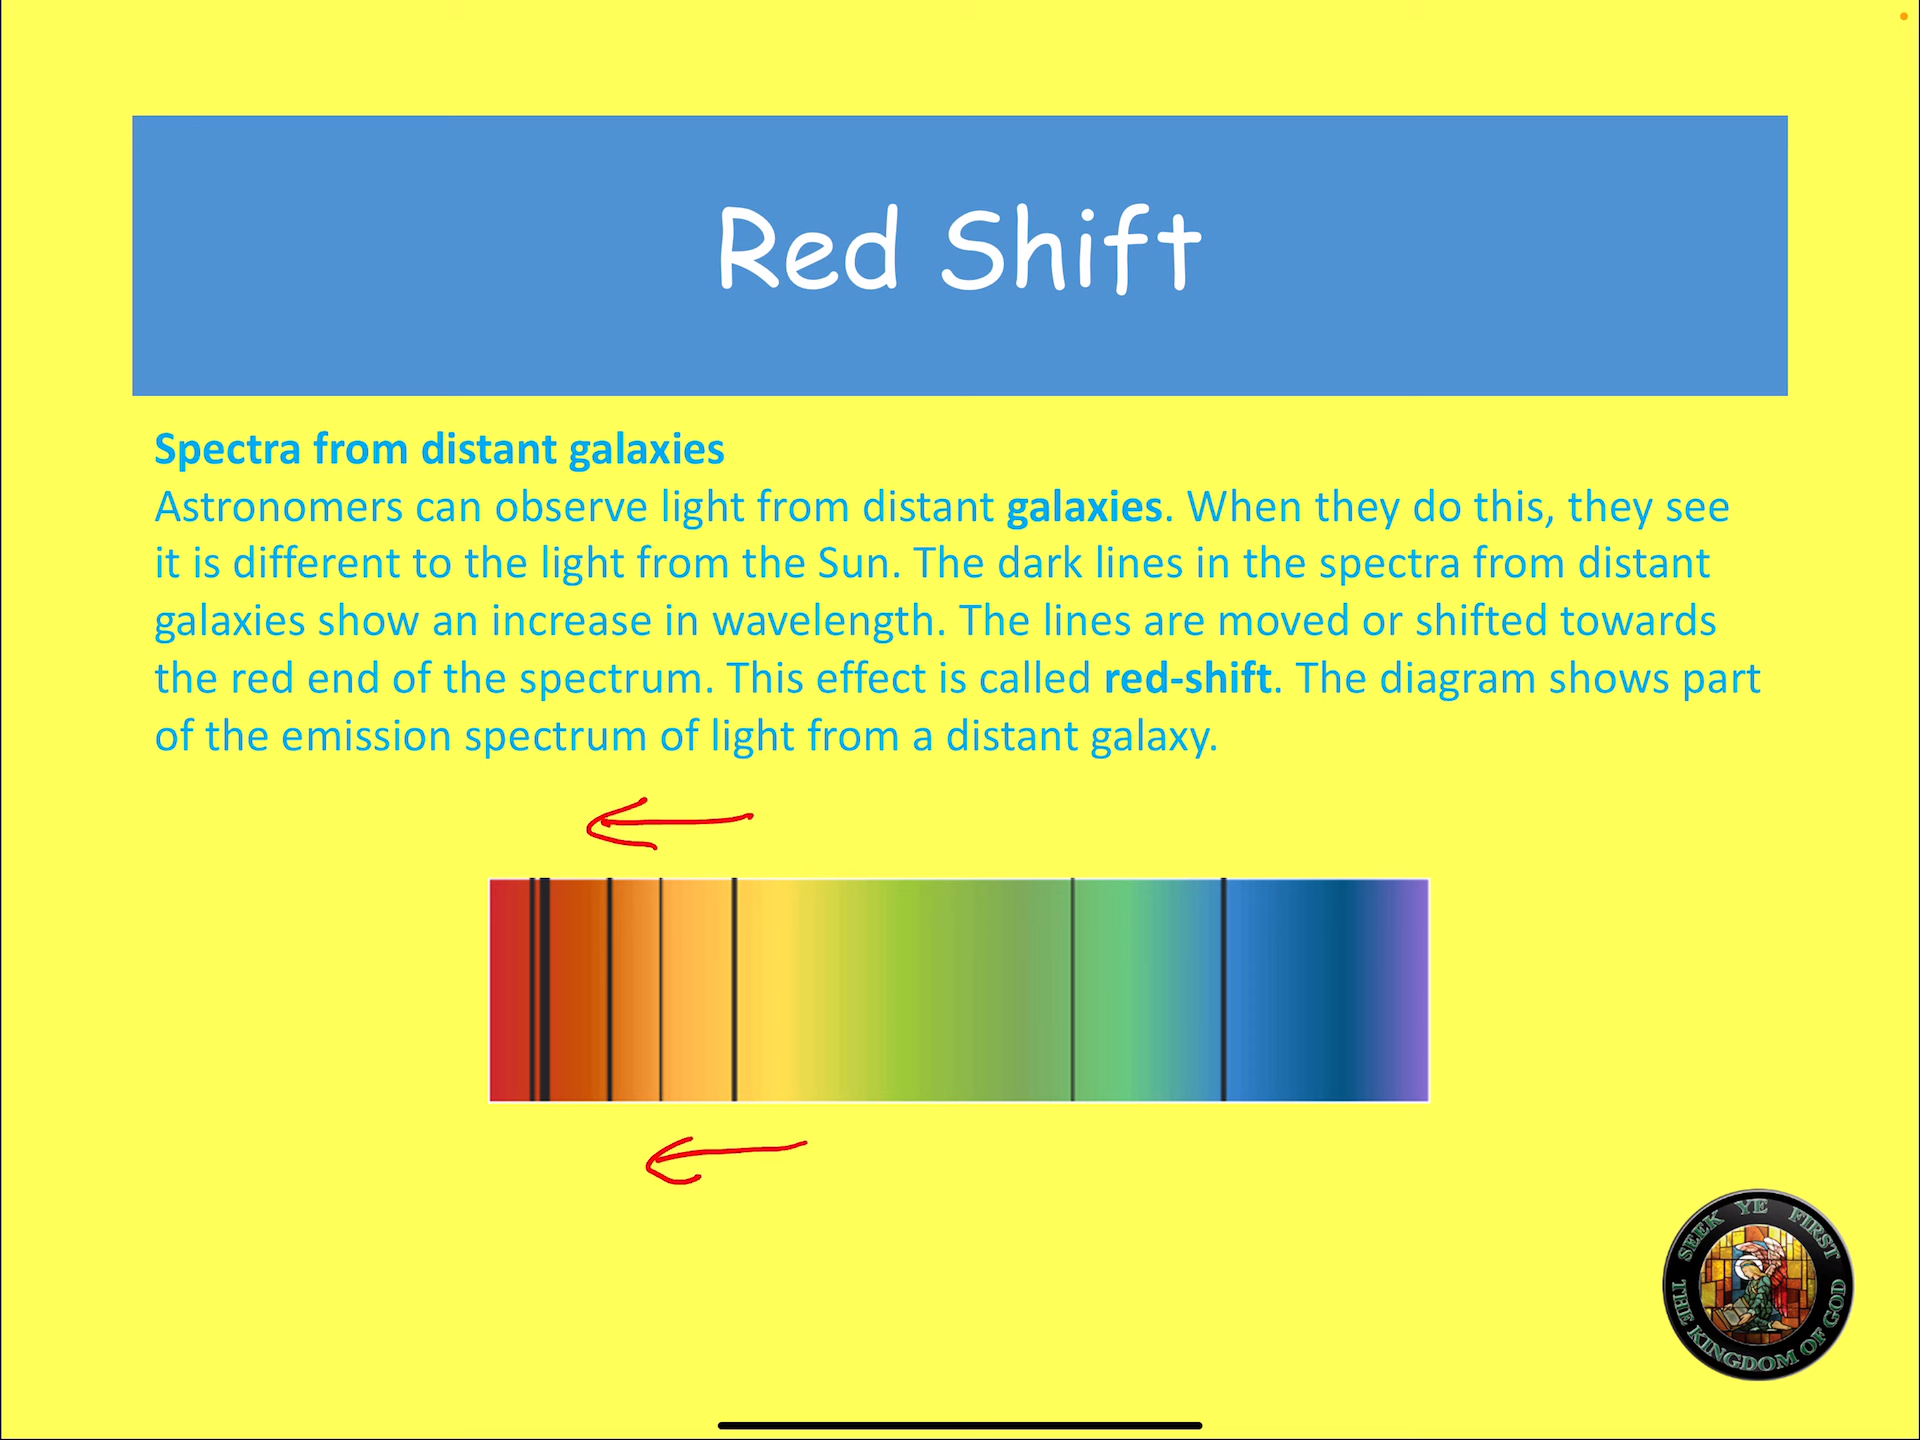 Red Shift
Spectra from distant galaxies
Astronomers can observe light from distant galaxies. When they do this, they see
it is different to the light from the Sun. The dark lines in the spectra from distant
galaxies show an increase in wavelength. The lines are moved or shifted towards
the red end of the spectrum. This effect is called red-shift. The diagram shows part
of the emission spectrum of light from a distant galaxy.
SEEK YE FIRST
THE KINGDOM OF GOD